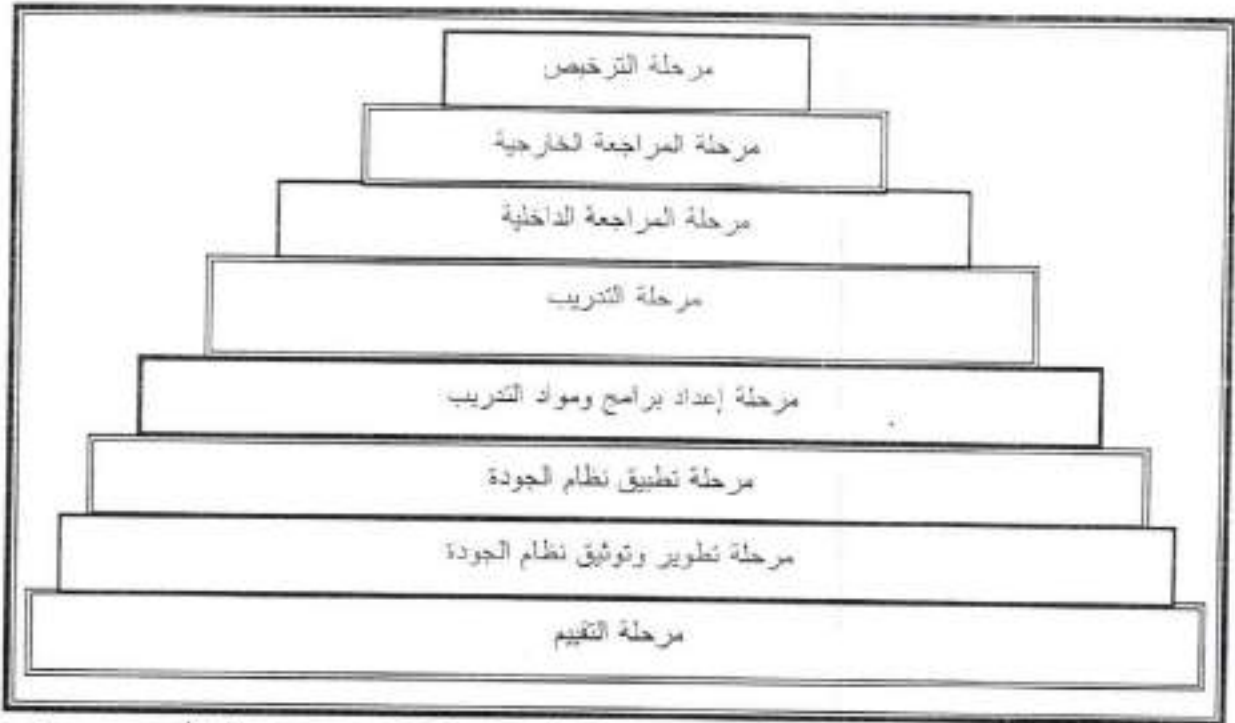 مرحلة الترخيص
مرحلة المراجعة الخارجية
مرحلة المراجعة الداخلية
مرحلة التدريب
مرحلة إعداد برامج ومواد التدريب
مرحلة تطبيق نظام الجودة
مرحلة تطوير وتوثيق نظام الجودة
مرحلة التقييم